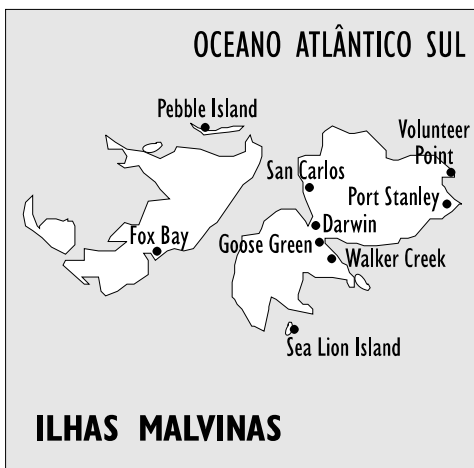 OCEANO ATLÂNTICO SUL
Pebble Island
Volunteer
Point
San Carlos
Port Stanley
Darwin
Fox Bay
Goose Green
Walker Creek
Sea Lion Island
ILHAS MALVINAS